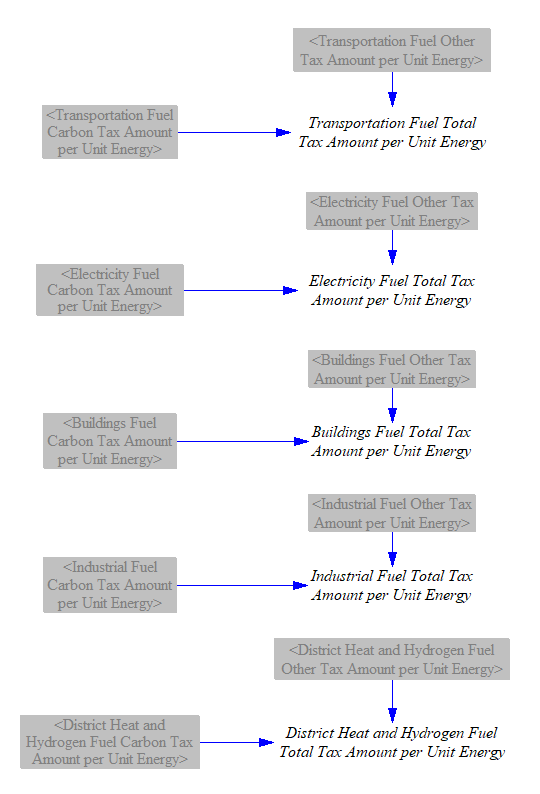 <Transportation Fuel Other
Tax Amount per Unit Energy>
<Transportation Fuel
Carbon Tax Amount
per Unit Energy>
Transportation Fuel Total
Tax Amount per Unit Energy
<Electricity Fuel Other Tax
Amount per Unit Energy>
<Electricity Fuel
Carbon Tax Amount
per Unit Energy>
Electricity Fuel Total Tax
Amount per Unit Energy
<Buildings Fuel Other Tax
Amount per Unit Energy>
<Buildings Fuel
Carbon Tax Amount
per Unit Energy>
Buildings Fuel Total Tax
Amount per Unit Energy
<Industrial Fuel Other Tax
Amount per Unit Energy>
<Industrial Fuel
Carbon Tax Amount
per Unit Energy>
Industrial Fuel Total Tax
Amount per Unit Energy
<District Heat and Hydrogen Fuel
Other Tax Amount per Unit Energy>
<District Heat and
Hydrogen Fuel Carbon Tax
Amount per Unit Energy>
District Heat and Hydrogen Fuel
Total Tax Amount per Unit Energy